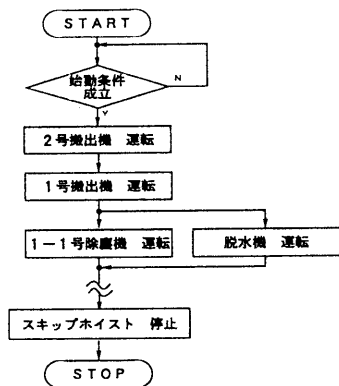 START
始動条件
成立
N
Y
2号搬出機 運転
1号搬出機 運転
1－1号除塵機 運転
脱水機 運転
スキップホイスト 停止
STOP